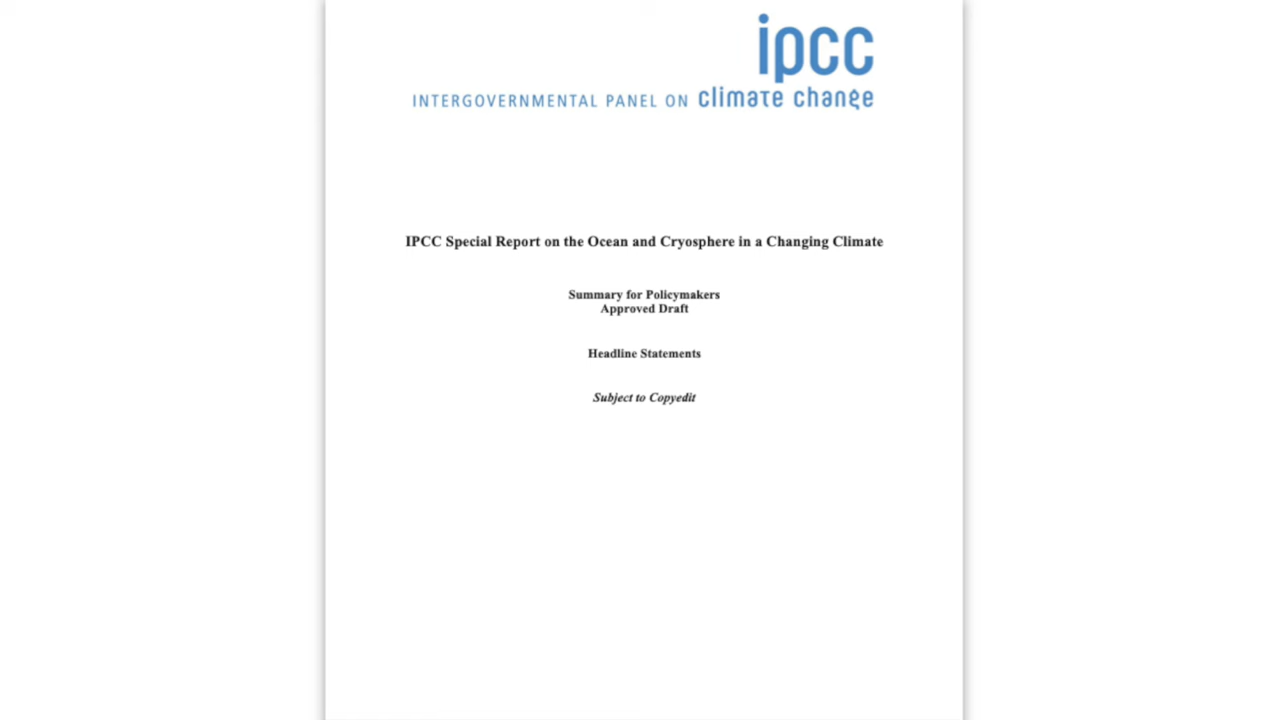 ipcc
INTERGOVERNMENTAL PANEL ON climate change
IPCC Special Report on the Ocean and Cryosphere in a Changing Climate
Summary for Policymakers
Approved Draft
Headline Statements
Subject to Copyedit